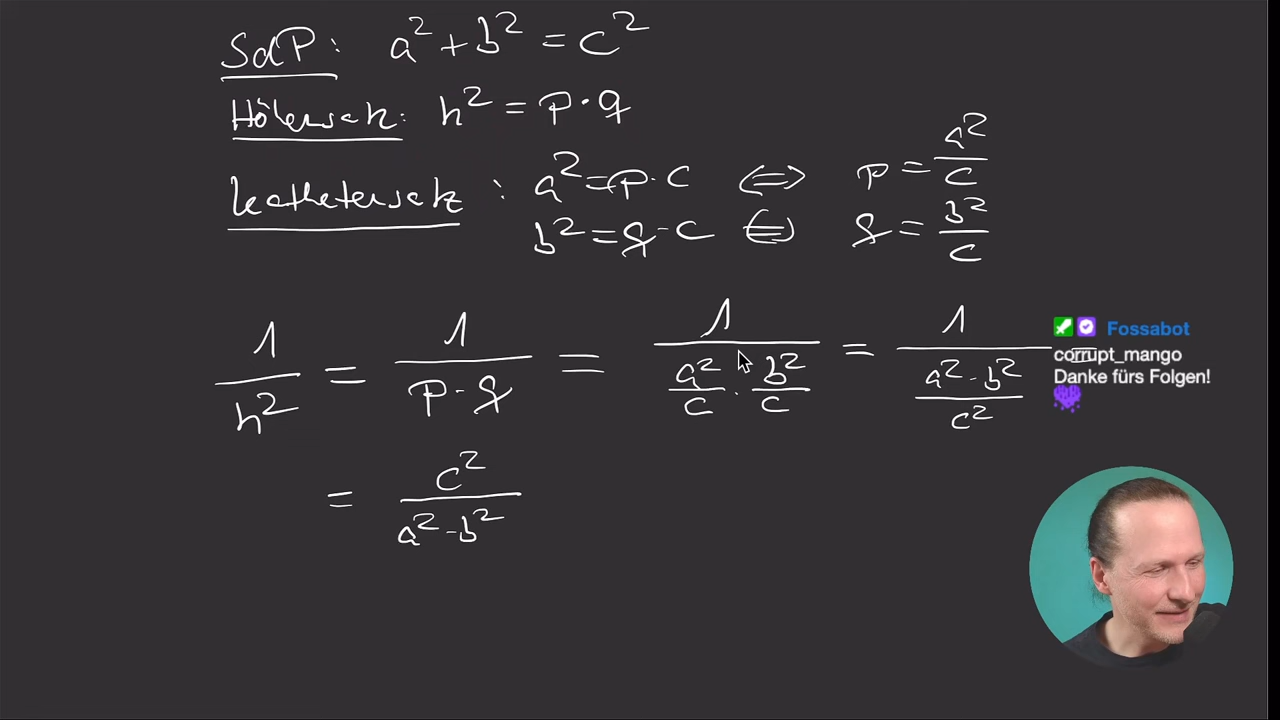 SdP: a² + b² = c²
Höhensatz: h² = p · q
Kathetensatz: a² = p · c ⇔ p = a²/c
b² = q · c ⇔ q = b²/c
1/h² = 1/(p · q) = 1/(a²/c · b²/c) = 1/((a² · b²)/c²) =
= c²/(a² · b²)
Fossabot
corrupt_mango
Danke fürs Folgen!